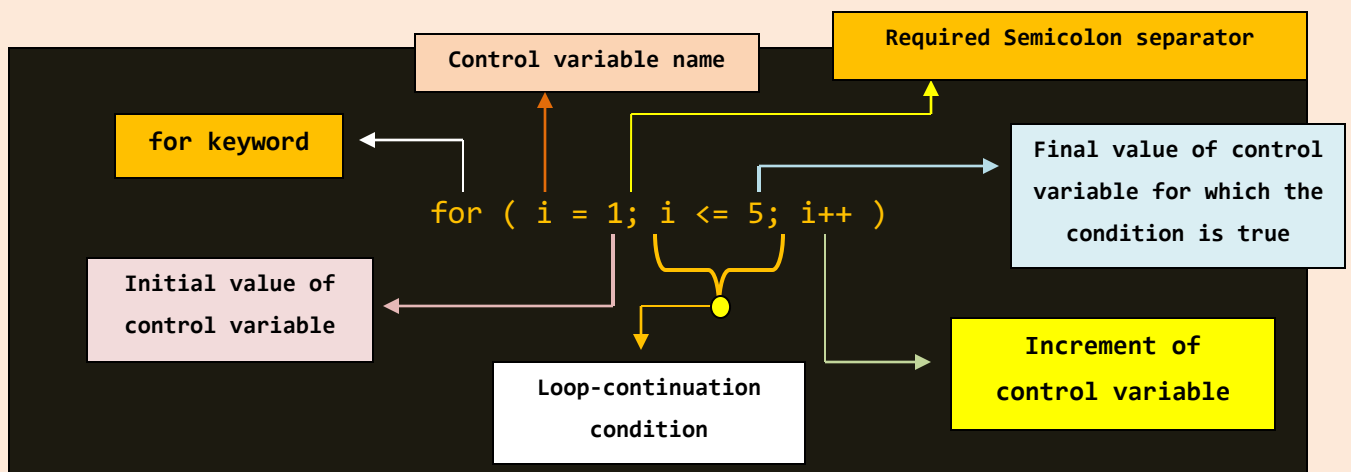 Required Semicolon separator
Control variable name
for keyword
Final value of control
variable for which the
condition is true
for ( i = 1; i <= 5; i++ )
Initial value of
control variable
Increment of
control variable
Loop-continuation
condition